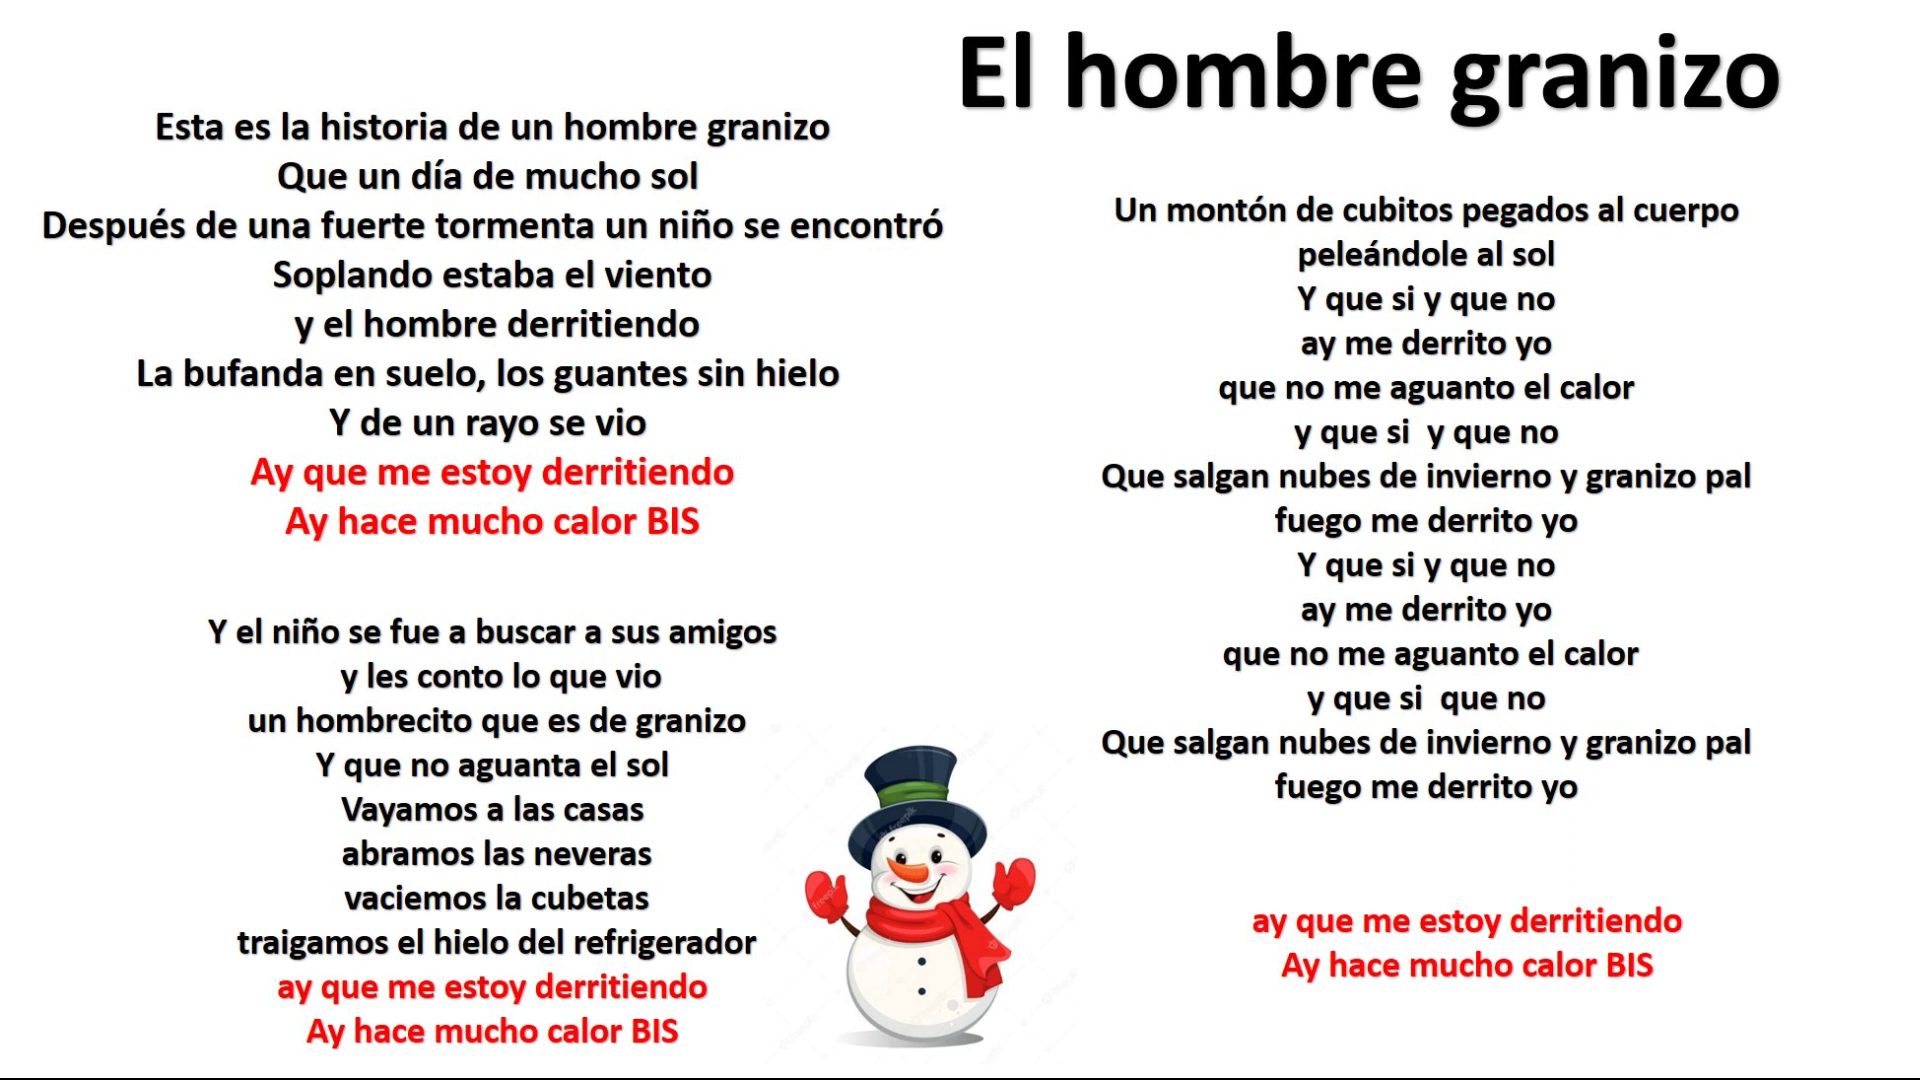 El hombre granizo
Esta es la historia de un hombre granizo
Que un día de mucho sol
Después de una fuerte tormenta un niño se encontró
Soplando estaba el viento
y el hombre derritiendo
La bufanda en suelo, los guantes sin hielo
Y de un rayo se vio
Ay que me estoy derritiendo
Ay hace mucho calor BIS
Y el niño se fue a buscar a sus amigos
y les conto lo que vio
un hombrecito que es de granizo
Y que no aguanta el sol
Vayamos a las casas
abramos las neveras
vaciemos la cubetas
traigamos el hielo del refrigerador
ay que me estoy derritiendo
Ay hace mucho calor BIS
Un montón de cubitos pegados al cuerpo
peleándole al sol
Y que si y que no
ay me derrito yo
que no me aguanto el calor
y que si  y que no
Que salgan nubes de invierno y granizo pal
fuego me derrito yo
Y que si y que no
ay me derrito yo
que no me aguanto el calor
y que si  que no
Que salgan nubes de invierno y granizo pal
fuego me derrito yo
ay que me estoy derritiendo
Ay hace mucho calor BIS